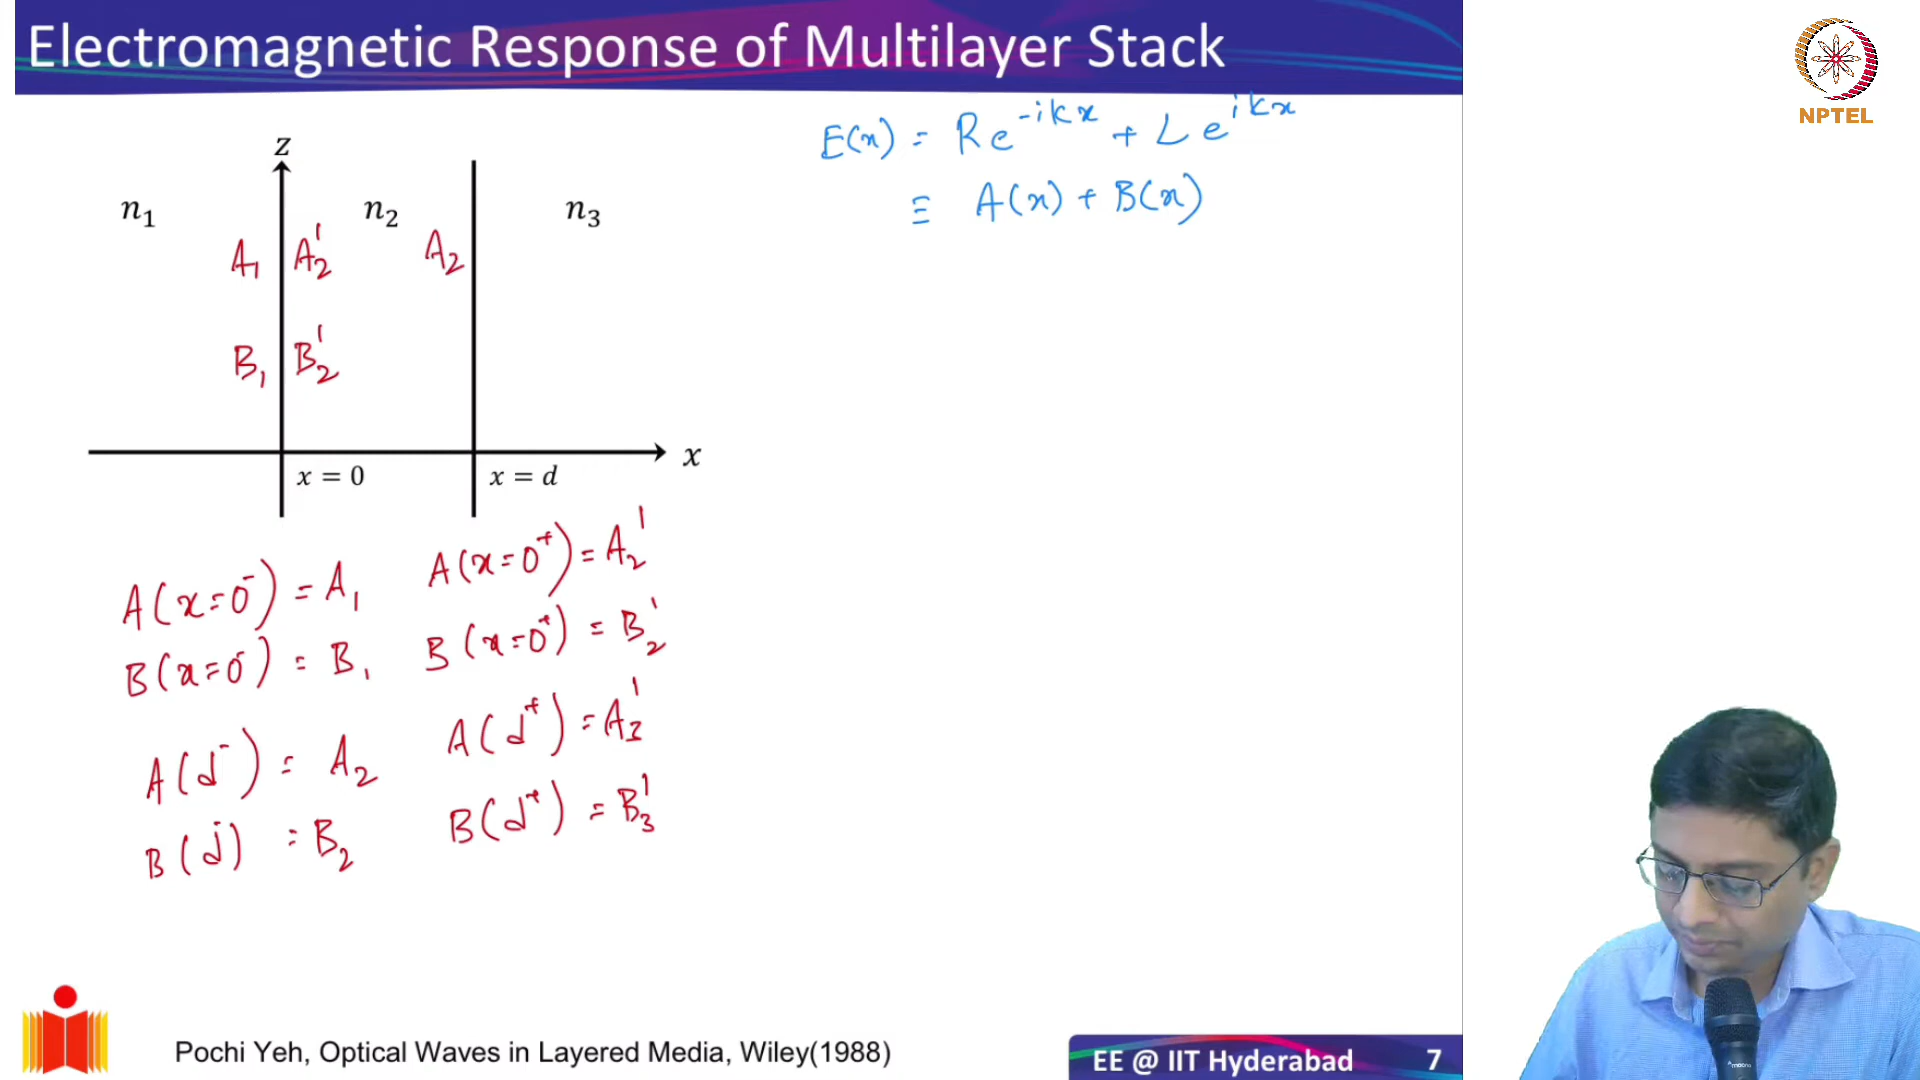 Electromagnetic Response of Multilayer Stack
NPTEL
E(x) = R e^{-ikx} + L e^{ikx}
≡ A(x) + B(x)
z
n₁ n₂ n₃
A₁ A₂' A₂
B₁ B₂'
x
x = 0 x = d
A(x=0⁻) = A₁ A(x=0⁺) = A₂'
B(x=0⁻) = B₁ B(x=0⁺) = B₂'
A(d⁻) = A₂ A(d⁺) = A₃'
B(d⁻) = B₂ B(d⁺) = B₃'
Pochi Yeh, Optical Waves in Layered Media, Wiley(1988)
EE @ IIT Hyderabad 7